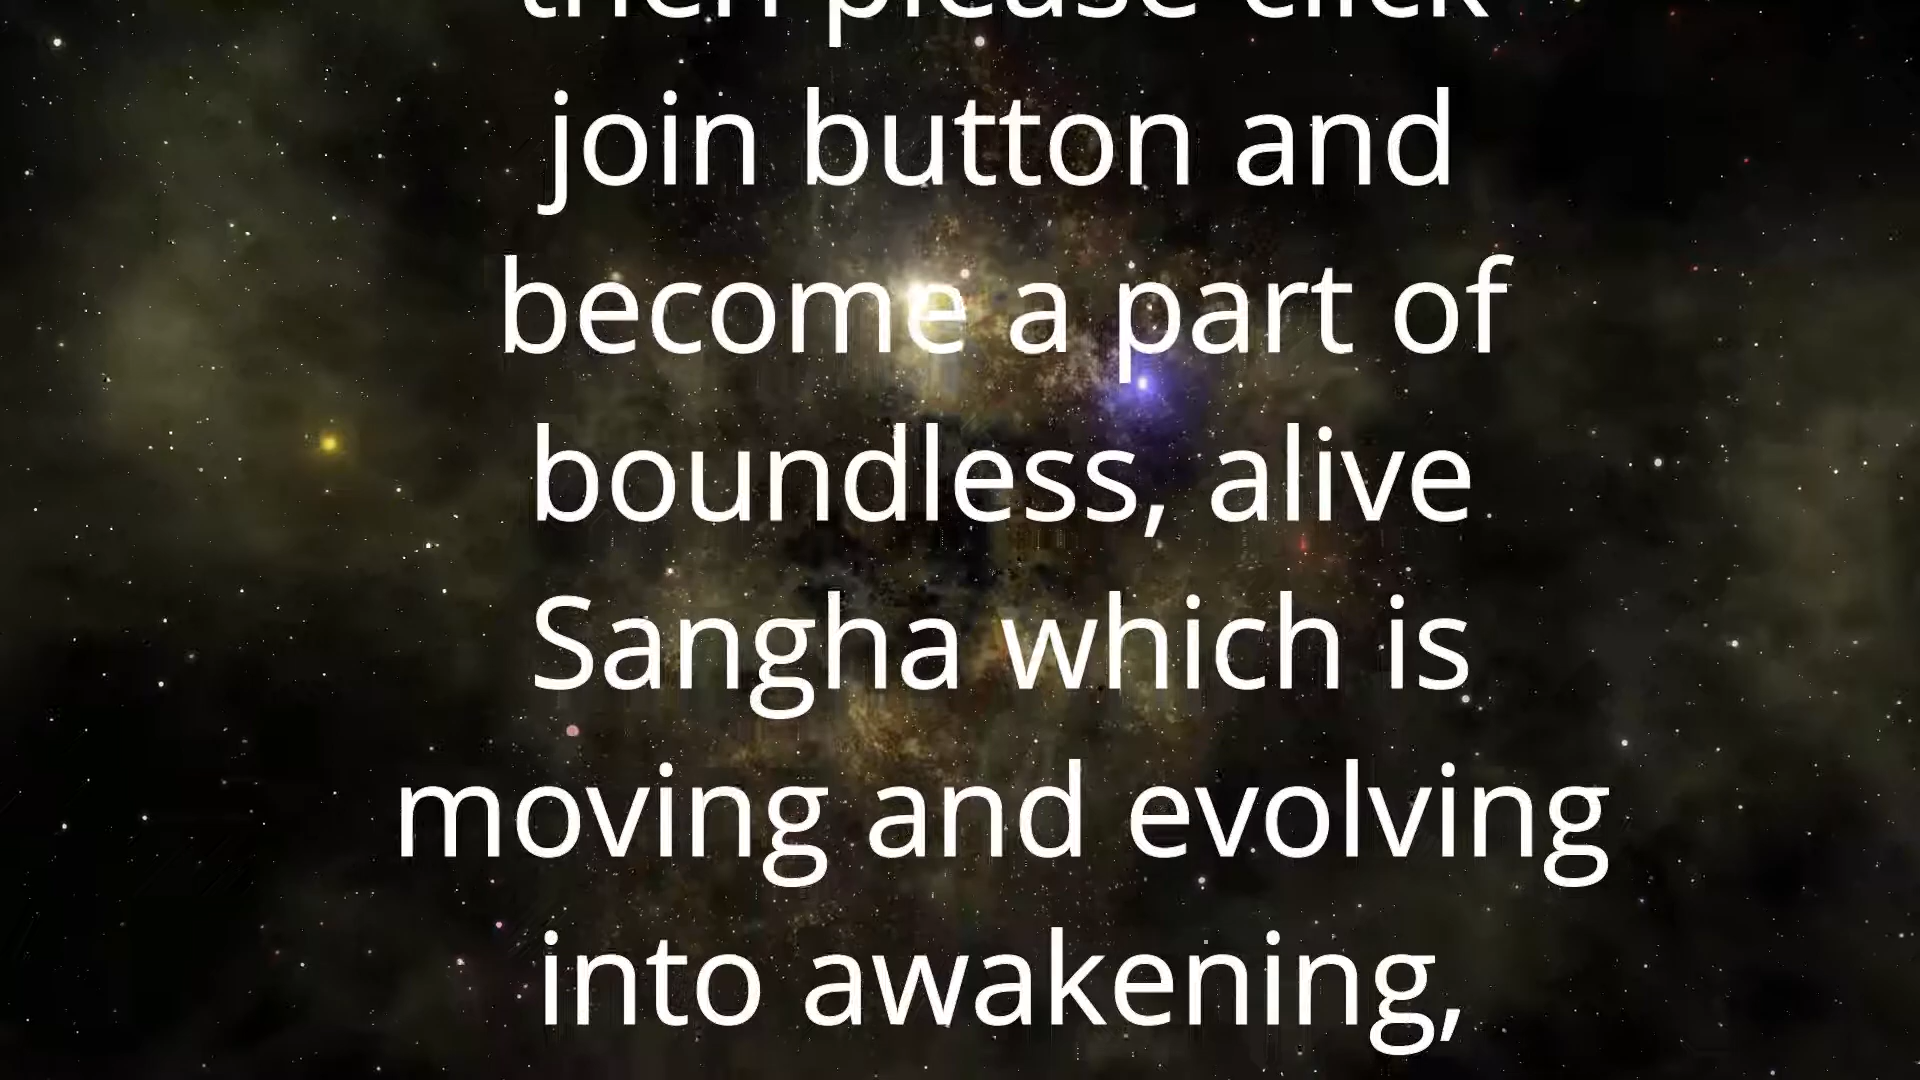 then please click
join button and
become a part of
boundless, alive
Sangha which is
moving and evolving
into awakening,